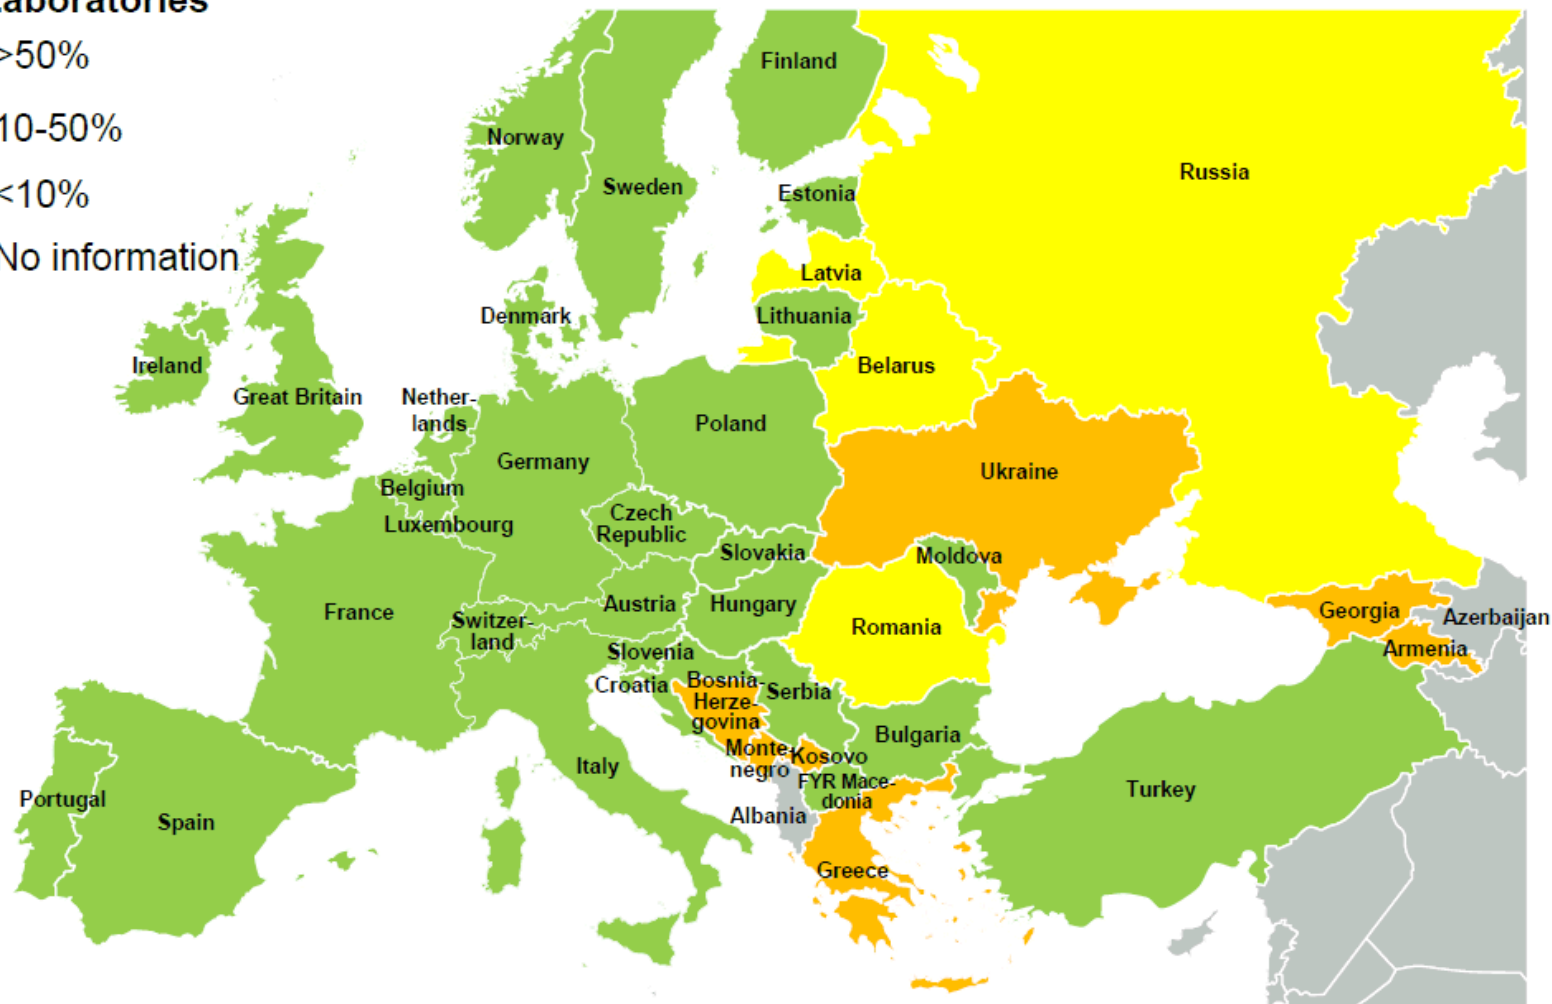 >50%
10-50%
<10%
No information
Finland
Norway
Russia
Sweden
Estonia
Latvia
Denmark
Lithuania
Ireland
Belarus
Great Britain
Nether-
lands
Poland
Germany
Ukraine
Belgium
Luxembourg
Czech
Republic
Slovakia
Moldova
France
Austria
Hungary
Switzer-
land
Romania
Georgia
Azerbaijan
Armenia
Slovenia
Croatia
Bosnia-
Herze-
govina
Serbia
Bulgaria
Monte-
negro
Kosovo
Italy
FYR Mace-
donia
Albania
Turkey
Portugal
Spain
Greece